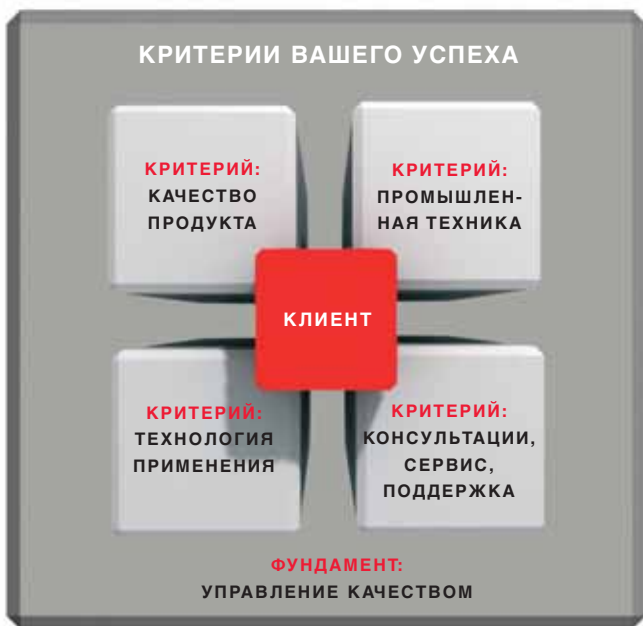 КРИТЕРИИ ВАШЕГО УСПЕХА
КРИТЕРИЙ:
КАЧЕСТВО
ПРОДУКТА
КРИТЕРИЙ:
ПРОМЫШЛЕН-
НАЯ ТЕХНИКА
КЛИЕНТ
КРИТЕРИЙ:
ТЕХНОЛОГИЯ
ПРИМЕНЕНИЯ
КРИТЕРИЙ:
КОНСУЛЬТАЦИИ,
СЕРВИС,
ПОДДЕРЖКА
ФУНДАМЕНТ:
УПРАВЛЕНИЕ КАЧЕСТВОМ